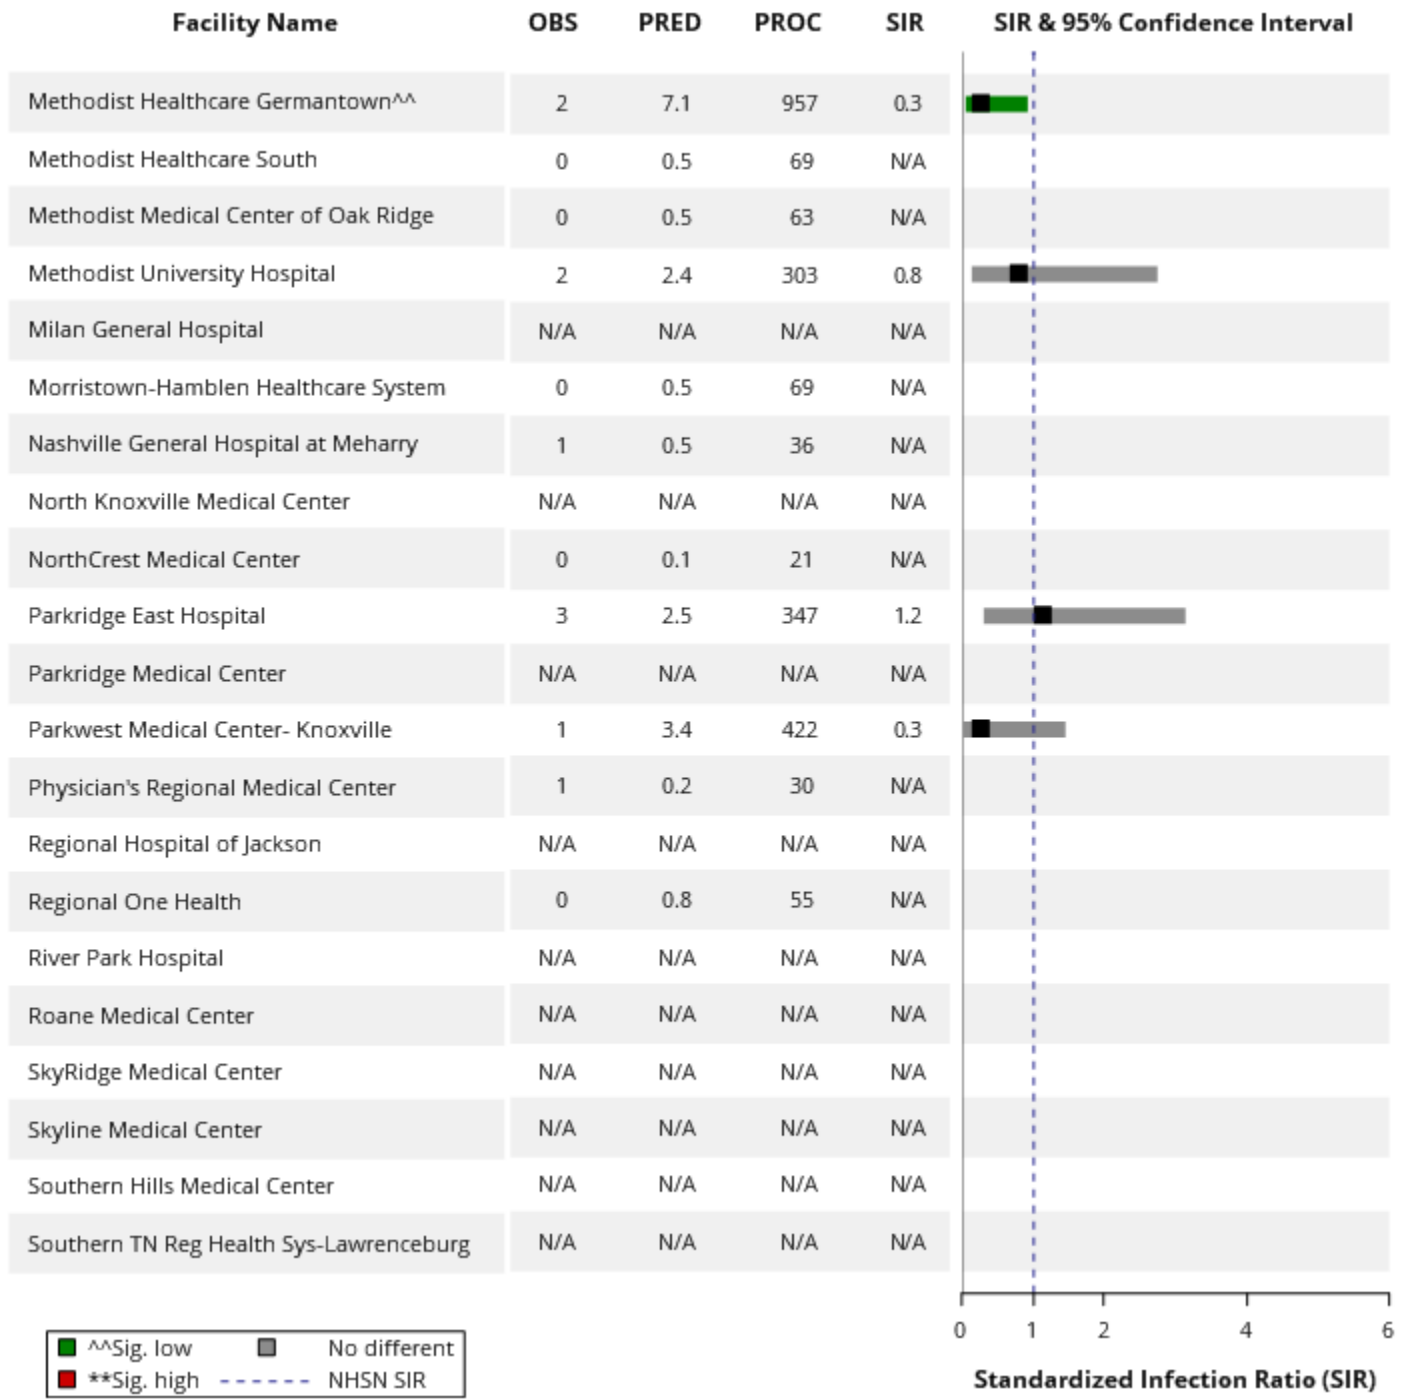 Facility Name OBS PRED PROC SIR SIR & 95% Confidence Interval
Methodist Healthcare Germantown^^ 2 7.1 957 0.3
Methodist Healthcare South 0 0.5 69 N/A
Methodist Medical Center of Oak Ridge 0 0.5 63 N/A
Methodist University Hospital 2 2.4 303 0.8
Milan General Hospital N/A N/A N/A N/A
Morristown-Hamblen Healthcare System 0 0.5 69 N/A
Nashville General Hospital at Meharry 1 0.5 36 N/A
North Knoxville Medical Center N/A N/A N/A N/A
NorthCrest Medical Center 0 0.1 21 N/A
Parkridge East Hospital 3 2.5 347 1.2
Parkridge Medical Center N/A N/A N/A N/A
Parkwest Medical Center- Knoxville 1 3.4 422 0.3
Physician's Regional Medical Center 1 0.2 30 N/A
Regional Hospital of Jackson N/A N/A N/A N/A
Regional One Health 0 0.8 55 N/A
River Park Hospital N/A N/A N/A N/A
Roane Medical Center N/A N/A N/A N/A
SkyRidge Medical Center N/A N/A N/A N/A
Skyline Medical Center N/A N/A N/A N/A
Southern Hills Medical Center N/A N/A N/A N/A
Southern TN Reg Health Sys-Lawrenceburg N/A N/A N/A N/A
0 1 2 4 6
Standardized Infection Ratio (SIR)
^^Sig. low No different
**Sig. high NHSN SIR